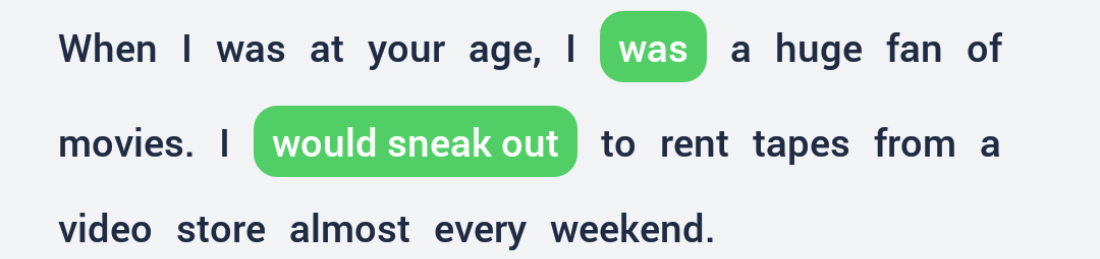 When I was at your age, I was a huge fan of
movies. I would sneak out to rent tapes from a
video store almost every weekend.